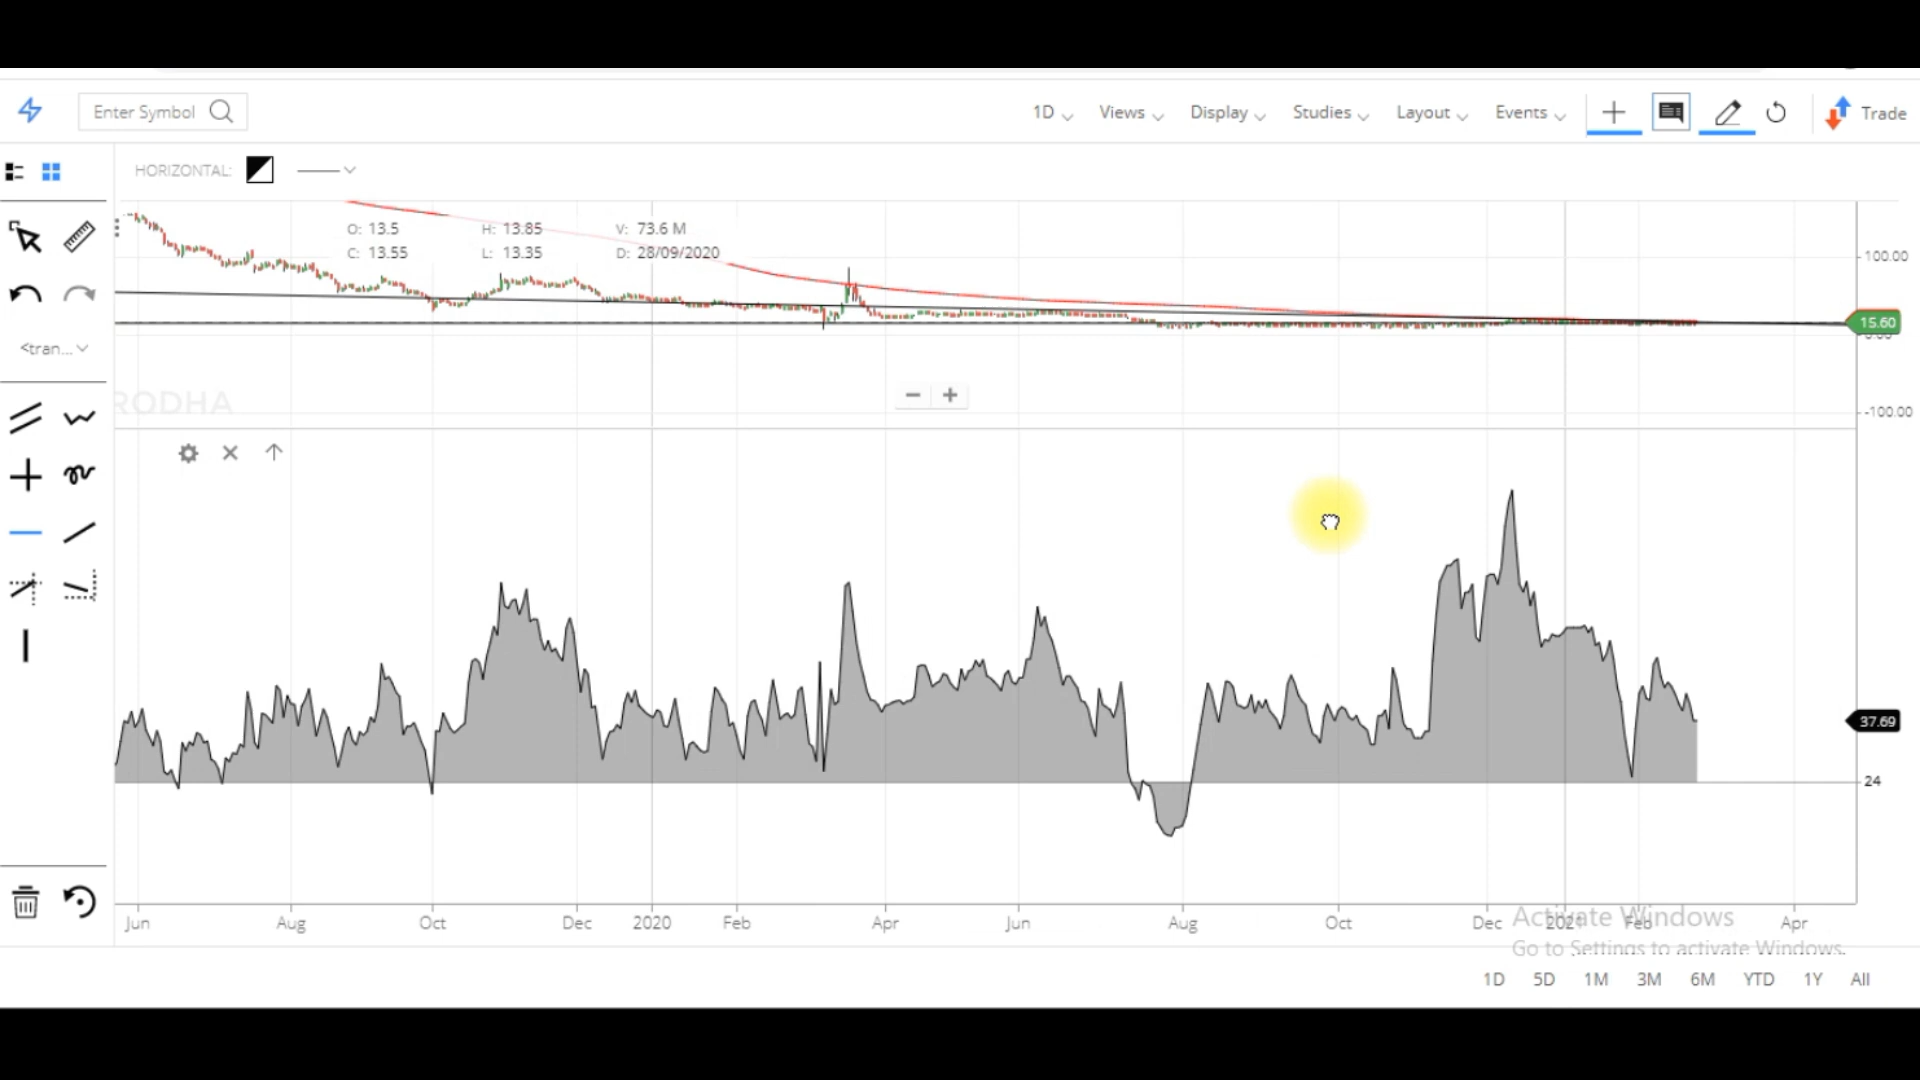 Enter Symbol 1D Views Display Studies Layout Events Trade
HORIZONTAL:
O: 13.5 H: 13.85 V: 73.6 M
C: 13.55 L: 13.35 D: 28/09/2020
100.00
15.60
0.00
<tran...
RODHA
-100.00
37.69
24
Jun Aug Oct Dec 2020 Feb Apr Jun Aug Oct Dec 2021 Feb Apr
Activate Windows
Go to Settings to activate Windows.
1D 5D 1M 3M 6M YTD 1Y All